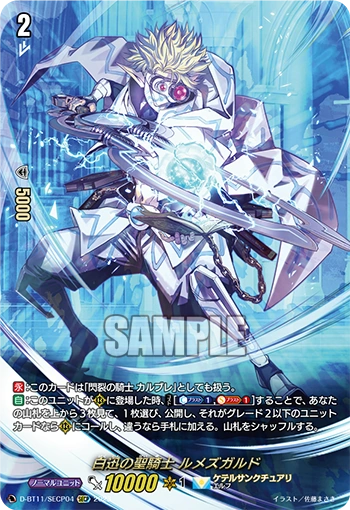 2
5000
SAMPLE
永:このカードは「閃裂の騎士 カルブレ」としても扱う。
自:このユニットがRに登場した時、【[ブラスト]1,[ブラスト]1】することで、あなた
の山札を上から3枚見て、1枚選び、公開し、それがグレード2以下のユニット
カードならRにコールし、違うなら手札に加える。山札をシャッフルする。
白迅の聖騎士 ルメズガルド
ノーマルユニット
10000
1
ケテルサンクチュアリ
エルフ
D-BT11/SECP04
イラスト/佐藤まさき